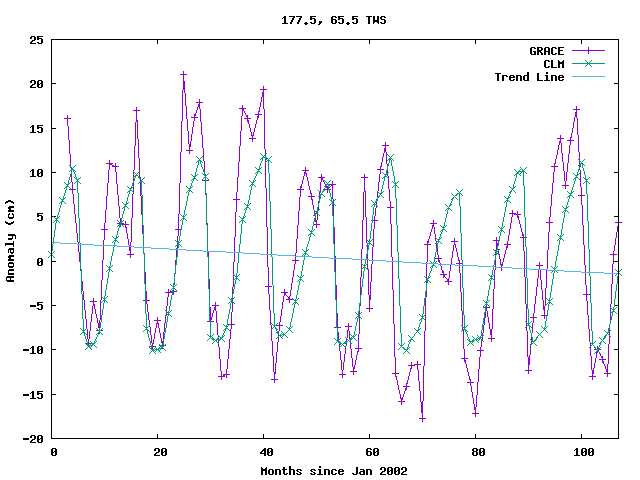 177.5, 65.5 TWS
25
20
15
10
5
0
-5
-10
-15
-20
Anomaly (cm)
GRACE
CLM
Trend Line
0 20 40 60 80 100
Months since Jan 2002